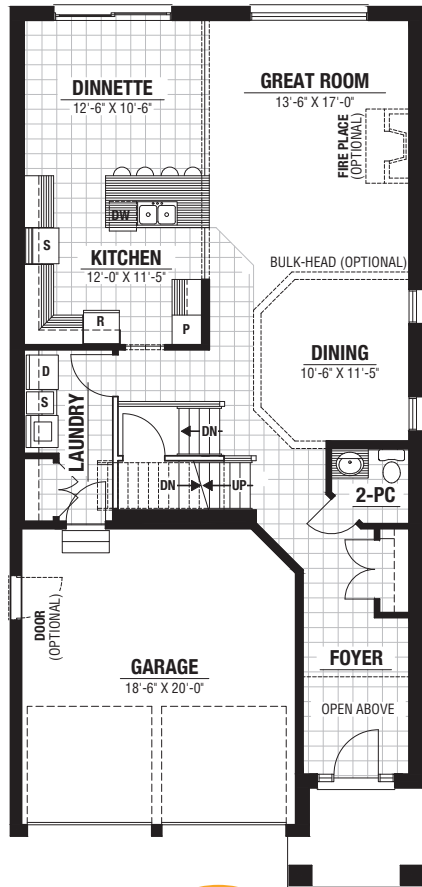 DINNETTE
12'-6" X 10'-6"
GREAT ROOM
13'-6" X 17'-0"
FIRE PLACE
(OPTIONAL)
DW
S
KITCHEN
12'-0" X 11'-5"
BULK-HEAD (OPTIONAL)
R
P
DINING
10'-6" X 11'-5"
D
S
LAUNDRY
DN
DN
UP
2-PC
DOOR
(OPTIONAL)
GARAGE
18'-6" X 20'-0"
FOYER
OPEN ABOVE